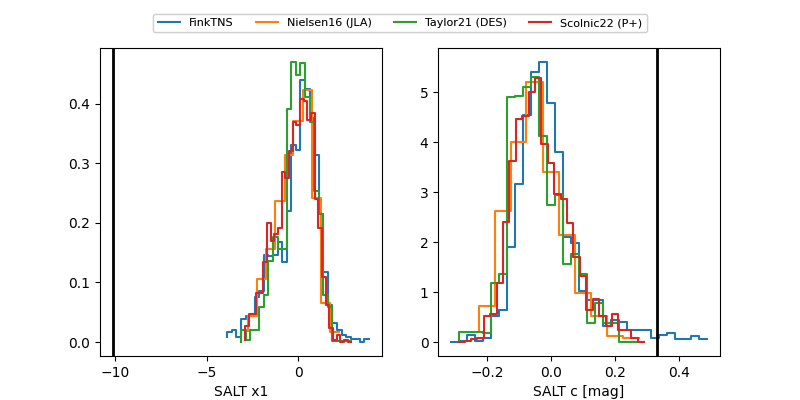 FinkTNS Nielsen16 (JLA) Taylor21 (DES) Scolnic22 (P+)
0.4
0.3
0.2
0.1
0.0
−10 −5 0
SALT x1
5
4
3
2
1
0
−0.2 0.0 0.2 0.4
SALT c [mag]